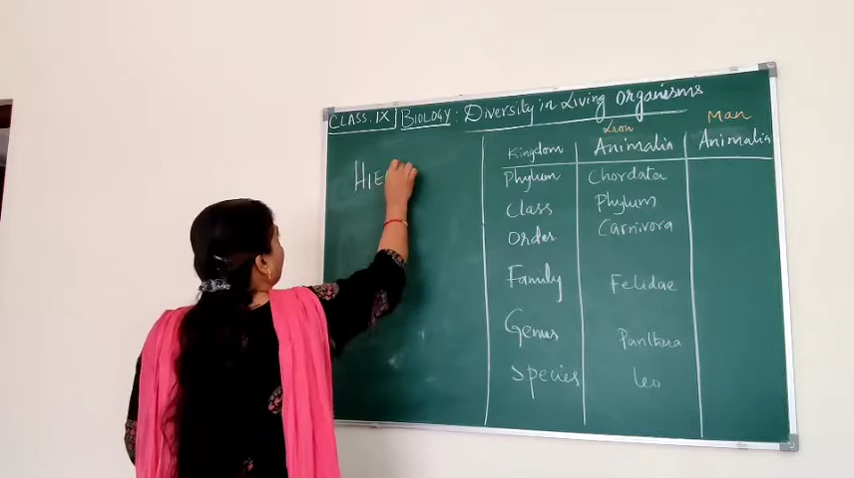 CLASS: IX] BIOLOGY: Diversity in Living Organisms
HIE
Lion Man
Kingdom Animalia Animalia
Phylum Chordata
Class Phylum
Order Carnivora
Family Felidae
Genus Panthera
Species leo